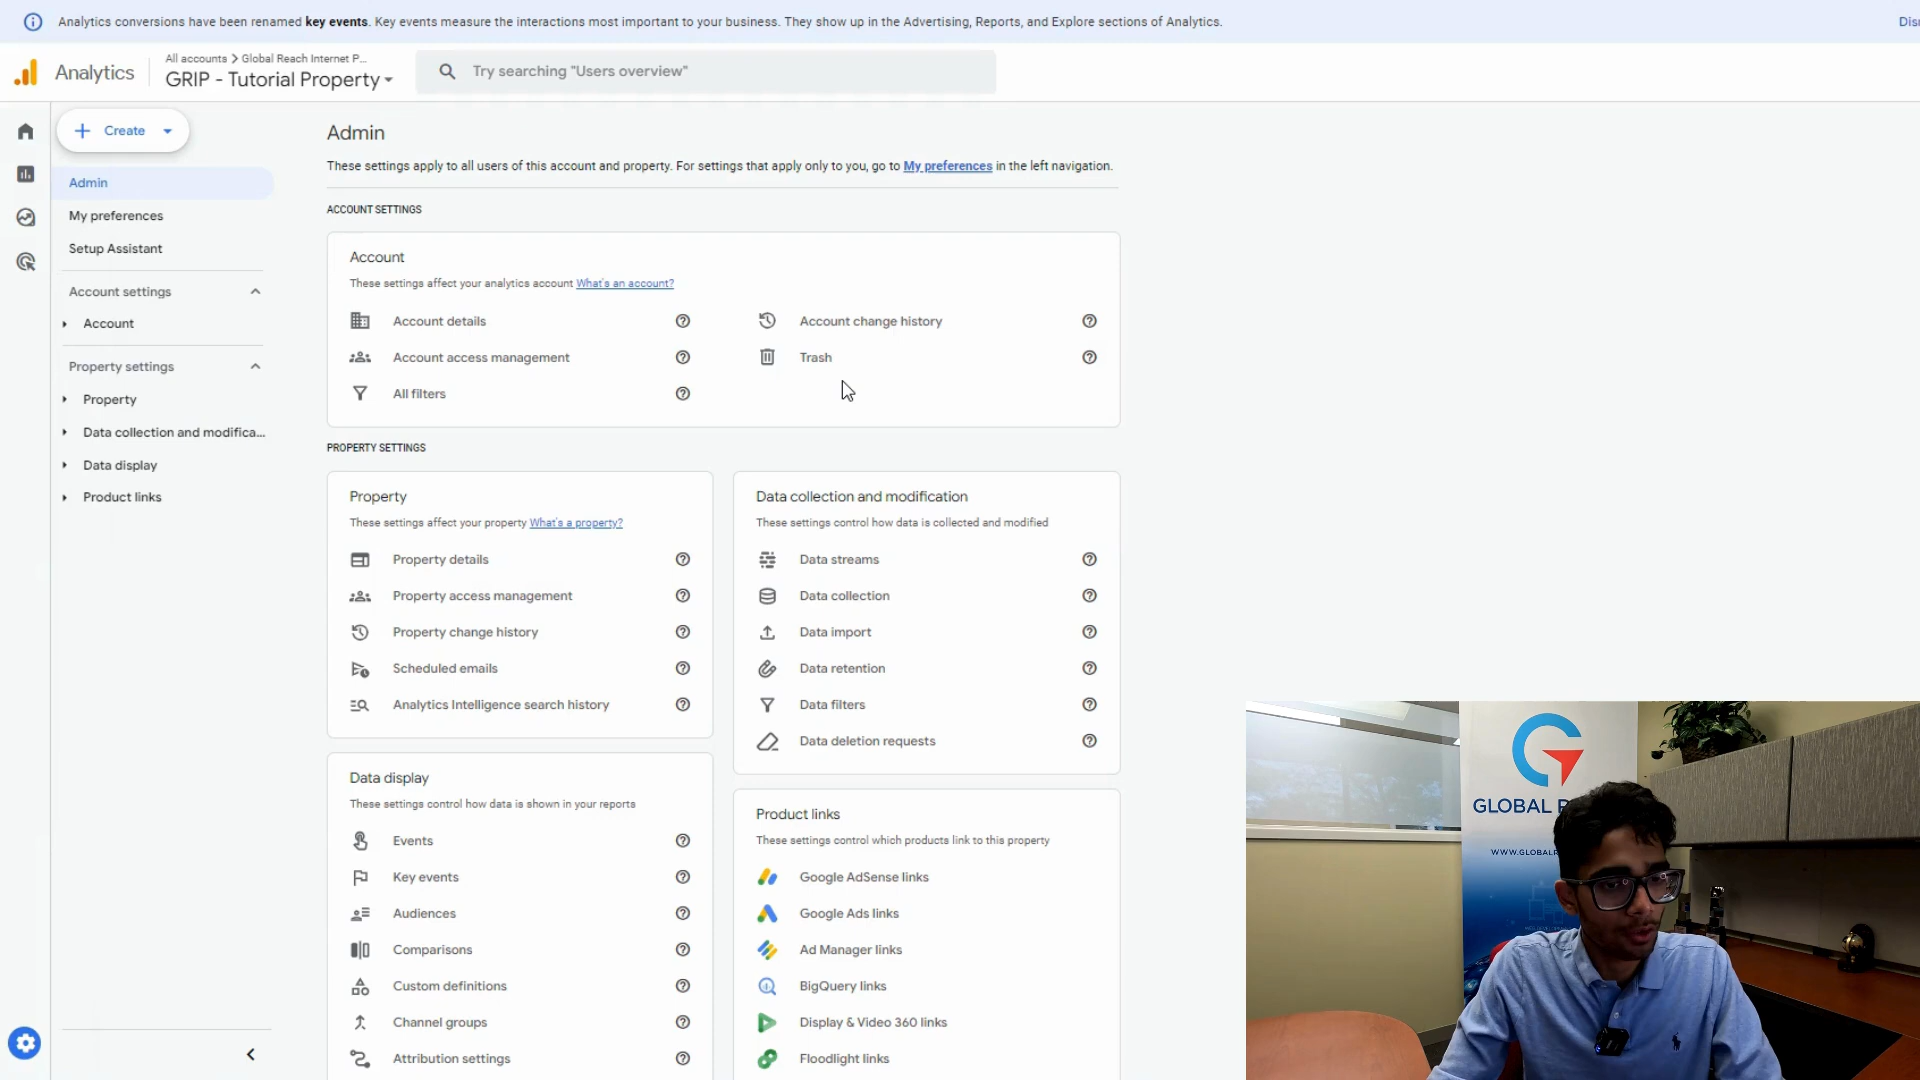 Analytics conversions have been renamed key events. Key events measure the interactions most important to your business. They show up in the Advertising, Reports, and Explore sections of Analytics.
Analytics
All accounts > Global Reach Internet P...
GRIP - Tutorial Property
Try searching "Users overview"
Create
Admin
My preferences
Setup Assistant
Account settings
Account
Property settings
Property
Data collection and modifica...
Data display
Product links
Admin
These settings apply to all users of this account and property. For settings that apply only to you, go to My preferences in the left navigation.
ACCOUNT SETTINGS
Account
These settings affect your analytics account What's an account?
Account details
Account change history
Account access management
Trash
All filters
PROPERTY SETTINGS
Property
These settings affect your property What's a property?
Property details
Property access management
Property change history
Scheduled emails
Analytics Intelligence search history
Data collection and modification
These settings control how data is collected and modified
Data streams
Data collection
Data import
Data retention
Data filters
Data deletion requests
Data display
These settings control how data is shown in your reports
Events
Key events
Audiences
Comparisons
Custom definitions
Channel groups
Attribution settings
Product links
These settings control which products link to this property
Google AdSense links
Google Ads links
Ad Manager links
BigQuery links
Display & Video 360 links
Floodlight links
GLOBAL